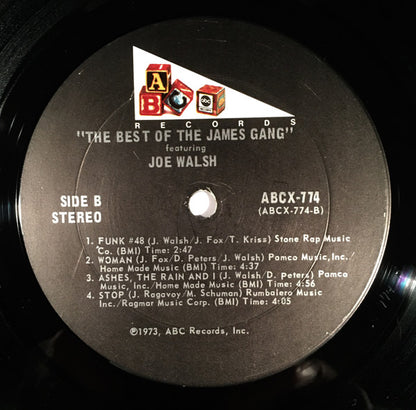 A
B
abc
RECORDS
"THE BEST OF THE JAMES GANG"
featuring
JOE WALSH
SIDE B
STEREO
ABCX-774
(ABCX-774-B)
1. FUNK #48 (J. Walsh/J. Fox/T. Kriss) Stone Rap Music
Co. (BMI) Time: 2:47
2. WOMAN (J. Fox/D. Peters/J. Walsh) Pamco Music, Inc./
Home Made Music (BMI) Time: 4:37
3. ASHES, THE RAIN AND I (J. Walsh/D. Peters) Pamco
Music, Inc./Home Made Music (BMI) Time: 4:56
4. STOP (J. Ragavoy/M. Schuman) Rumbalero Music
Inc./Ragmar Music Corp. (BMI) Time: 4:05
℗1973, ABC Records, Inc.